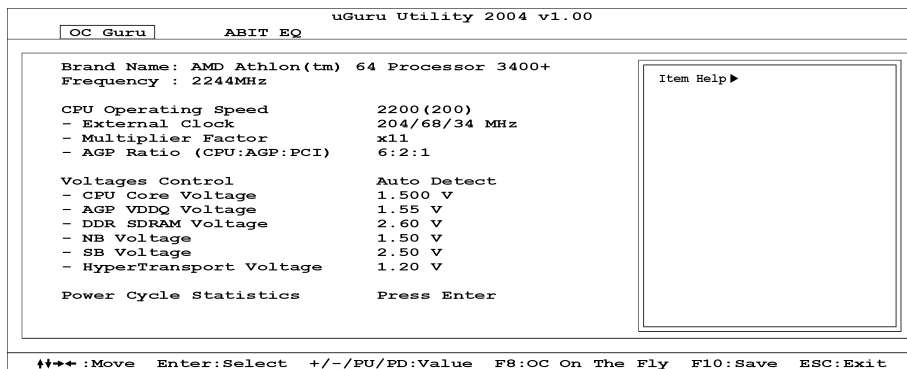 uGuru Utility 2004 v1.00
OC Guru ABIT EQ
Brand Name: AMD Athlon(tm) 64 Processor 3400+
Frequency : 2244MHz
Item Help▶
CPU Operating Speed 2200(200)
- External Clock 204/68/34 MHz
- Multiplier Factor x11
- AGP Ratio (CPU:AGP:PCI) 6:2:1
Voltages Control Auto Detect
- CPU Core Voltage 1.500 V
- AGP VDDQ Voltage 1.55 V
- DDR SDRAM Voltage 2.60 V
- NB Voltage 1.50 V
- SB Voltage 2.50 V
- HyperTransport Voltage 1.20 V
Power Cycle Statistics Press Enter
↑↓→←:Move Enter:Select +/-/PU/PD:Value F8:OC On The Fly F10:Save ESC:Exit